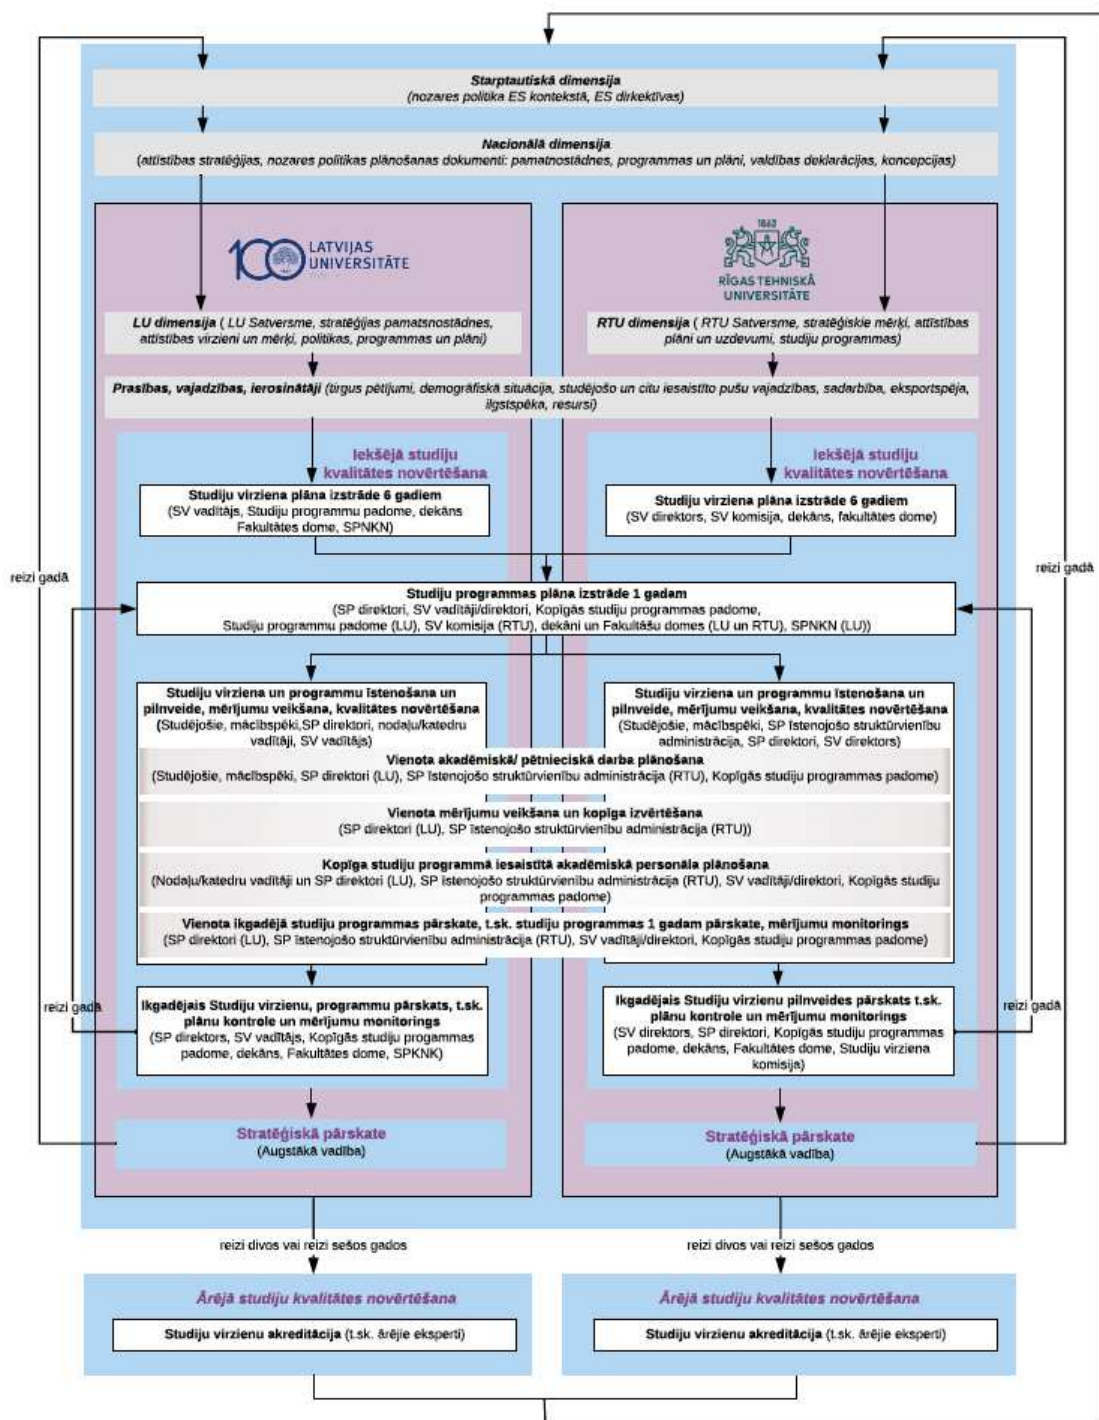 Starptautiskā dimensija
(nozares politika ES kontekstā, ES dirkektīvas)
Nacionālā dimensija
(attīstības stratēģijas, nozares politikas plānošanas dokumenti: pamatnostādnes, programmas un plāni, valdības deklarācijas, koncepcijas)
100 LATVIJAS
UNIVERSITĀTE
LU dimensija ( LU Satversme, stratēģijas pamatsnostādnes,
attīstības virzieni un mērķi, politikas, programmas un plāni)
1862
RĪGAS TEHNISKĀ
UNIVERSITĀTE
RTU dimensija ( RTU Satversme, stratēģiskie mērķi, attīstības
plāni un uzdevumi, studiju programmas)
Prasības, vajadzības, ierosinātāji (tirgus pētījumi, demogrāfiskā situācija, studējošo un citu iesaistīto pušu vajadzības, sadarbība, eksportspēja,
ilgstspēka, resursi)
Iekšējā studiju
kvalitātes novērtēšana
Studiju virziena plāna izstrāde 6 gadiem
(SV vadītājs, Studiju programmu padome, dekāns
Fakultātes dome, SPNKN)
Iekšējā studiju
kvalitātes novērtēšana
Studiju virziena plāna izstrāde 6 gadiem
(SV direktors, SV komisija, dekāns, fakultātes dome)
reizi gadā
reizi gadā
Studiju programmas plāna izstrāde 1 gadam
(SP direktori, SV vadītāji/direktori, Kopīgās studiju programmas padome,
Studiju programmu padome (LU), SV komisija (RTU), dekāni un Fakultāšu domes (LU un RTU), SPNKN (LU))
Studiju virziena un programmu īstenošana un
pilnveide, mērījumu veikšana, kvalitātes novērtēšana
(Studējošie, mācībspēki,SP direktori, nodaļu/katedru
vadītāji, SV vadītājs)
Studiju virziena un programmu īstenošana un
pilnveide, mērījumu veikšana, kvalitātes novērtēšana
(Studējošie, mācībspēki, SP īstenojošo struktūrvienību
administrācija, SP direktori, SV direktors)
Vienota akadēmiskā/ pētnieciskā darba plānošana
(Studējošie, mācībspēki, SP direktori (LU), SP īstenojošo struktūrvienību administrācija (RTU), Kopīgās studiju programmas padome)
Vienota mērījumu veikšana un kopīga izvērtēšana
(SP direktori (LU), SP īstenojošo struktūrvienību administrācija (RTU))
Kopīga studiju programmā iesaistītā akadēmiskā personāla plānošana
(Nodaļu/katedru vadītāji un SP direktori (LU), SP īstenojošo struktūrvienību administrācija (RTU), SV vadītāji/direktori, Kopīgās studiju
programmas padome)
Vienota ikgadējā studiju programmas pārskate, t.sk. studiju programmas 1 gadam pārskate, mērījumu monitorings
(SP direktori (LU), SP īstenojošo struktūrvienību administrācija (RTU), SV vadītāji/direktori, Kopīgās studiju programmas padome)
reizi gadā
Ikgadējais Studiju virzienu, programmu pārskats, t.sk.
plānu kontrole un mērījumu monitorings
(SP direktors, SV vadītājs, Kopīgās studiju progammas
padome, dekāns, Fakultātes dome, SPKNK)
Ikgadējais Studiju virzienu pilnveides pārskats t.sk.
plānu kontrole un mērījumu monitorings
(SV direktors, SP direktori, Kopīgās studiju programmas
padome, dekāns, Fakultātes dome, Studiju virziena
komisija)
reizi gadā
Stratēģiskā pārskate
(Augstākā vadība)
Stratēģiskā pārskate
(Augstākā vadība)
reizi divos vai reizi sešos gados
reizi divos vai reizi sešos gados
Ārējā studiju kvalitātes novērtēšana
Studiju virzienu akreditācija (t.sk. ārējie eksperti)
Ārējā studiju kvalitātes novērtēšana
Studiju virzienu akreditācija (t.sk. ārējie eksperti)